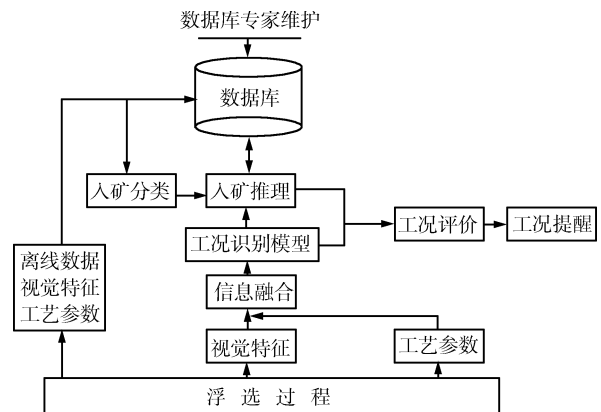 数据库专家维护
数据库
入矿分类
入矿推理
工况评价
工况提醒
工况识别模型
离线数据
视觉特征
工艺参数
信息融合
视觉特征
工艺参数
浮选过程